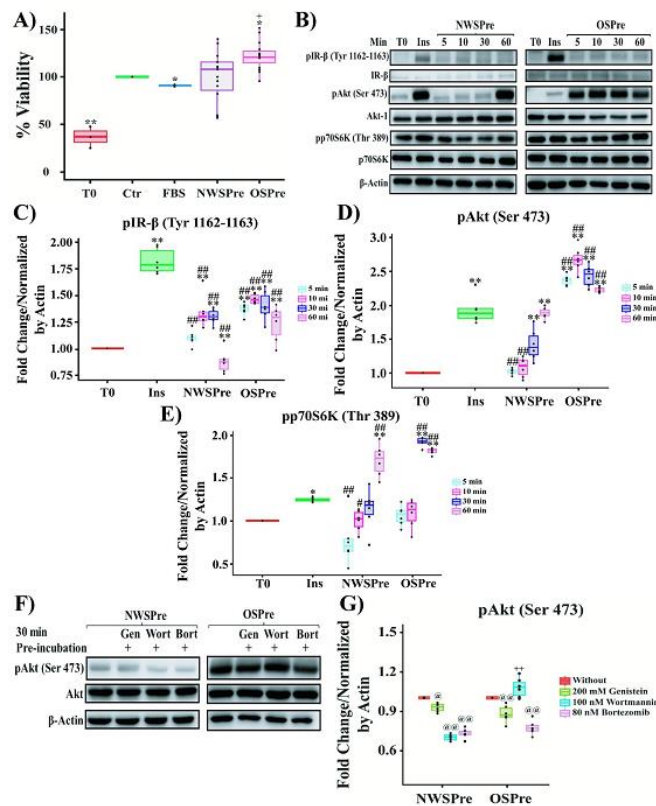 A)
% Viability
150
100
50
0
**
*
+
*
T0 Ctr FBS NWSPre OSPre
B)
NWSPre OSPre
Min T0 Ins 5 10 30 60 T0 Ins 5 10 30 60
pIR-β (Tyr 1162-1163)
IR-β
pAkt (Ser 473)
Akt-1
pp70S6K (Thr 389)
p70S6K
β-Actin
C)
pIR-β (Tyr 1162-1163)
Fold Change/Normalized
by Actin
2.00
1.75
1.50
1.25
1.00
0.75
**
##
##
**
##
**
##
**
##
**
##
**
##
**
##
**
5 min
10 mi
30 mi
60 mi
T0 Ins NWSPre OSPre
D)
pAkt (Ser 473)
Fold Change/Normalized
by Actin
3.0
2.5
2.0
1.5
1.0
**
##
##
**
**
##
**
##
**
##
**
##
**
5 min
10 min
30 min
60 min
T0 Ins NWSPre OSPre
E)
pp70S6K (Thr 389)
Fold Change/Normalized
by Actin
2.0
1.5
1.0
0.5
*
##
#
##
**
##
**
##
**
5 min
10 min
30 min
60 min
T0 Ins NWSPre OSPre
F)
NWSPre OSPre
30 min Gen Wort Bort Gen Wort Bort
Pre-incubation + + + + + +
pAkt (Ser 473)
Akt
β-Actin
G)
pAkt (Ser 473)
Fold Change/Normalized
by Actin
1.2
0.9
0.6
@
@@
@@
@@
++
@@
Without
200 mM Genistein
100 nM Wortmannin
80 nM Bortezomib
NWSPre OSPre